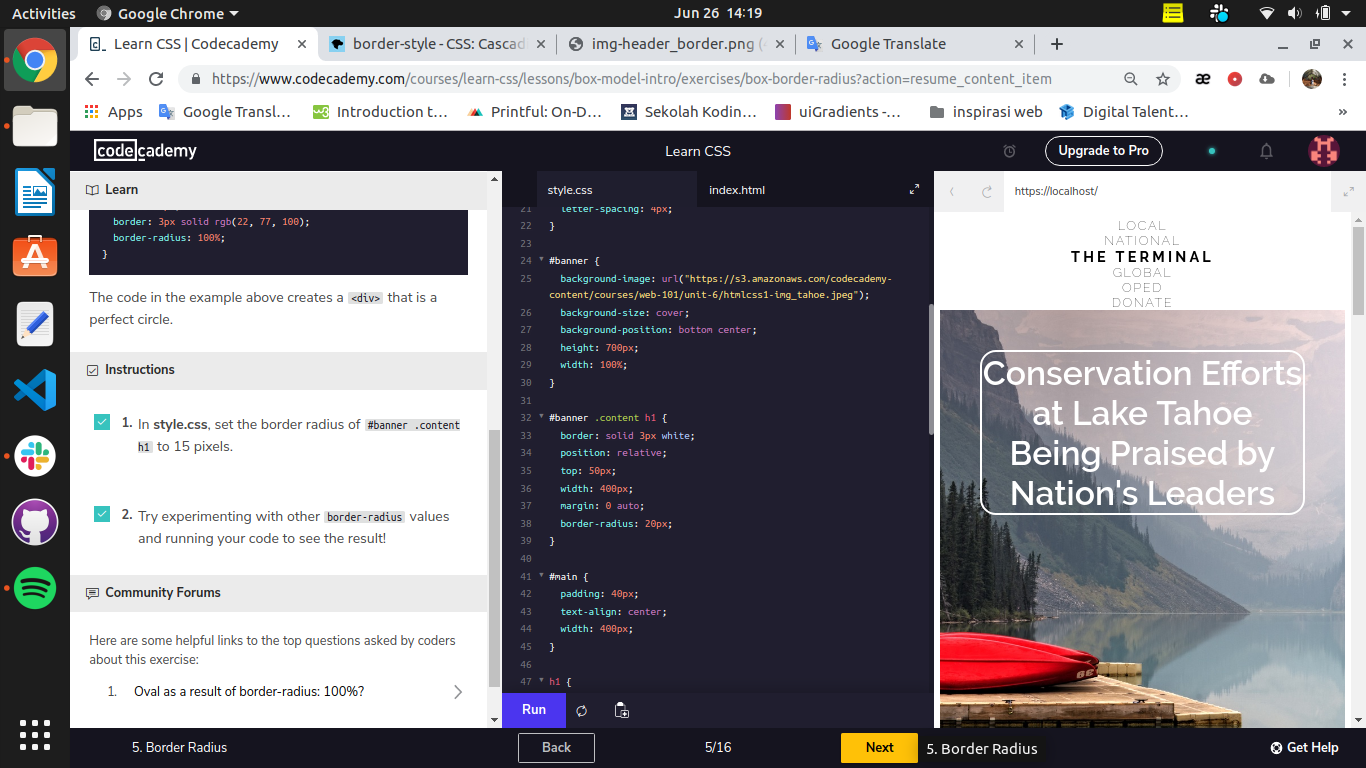 Activities
Google Chrome
Jun 26 14:19
Learn CSS | Codecademy
border-style - CSS: Cascad
img-header_border.png (
Google Translate
https://www.codecademy.com/courses/learn-css/lessons/box-model-intro/exercises/box-border-radius?action=resume_content_item
Apps
Google Transl...
Introduction t...
Printful: On-D...
Sekolah Kodin...
uiGradients -...
inspirasi web
Digital Talent...
codecademy
Learn CSS
Upgrade to Pro
Learn
border: 3px solid rgb(22, 77, 100);
border-radius: 100%;
}
The code in the example above creates a <div> that is a
perfect circle.
Instructions
1. In style.css, set the border radius of #banner .content
h1 to 15 pixels.
2. Try experimenting with other border-radius values
and running your code to see the result!
Community Forums
Here are some helpful links to the top questions asked by coders
about this exercise:
1. Oval as a result of border-radius: 100%?
style.css
index.html
21 letter-spacing: 4px;
22 }
23
24 #banner {
25 background-image: url("https://s3.amazonaws.com/codecademy-
content/courses/web-101/unit-6/htmlcss1-img_tahoe.jpeg");
26 background-size: cover;
27 background-position: bottom center;
28 height: 700px;
29 width: 100%;
30 }
31
32 #banner .content h1 {
33 border: solid 3px white;
34 position: relative;
35 top: 50px;
36 width: 400px;
37 margin: 0 auto;
38 border-radius: 20px;
39 }
40
41 #main {
42 padding: 40px;
43 text-align: center;
44 width: 400px;
45 }
46
47 h1 {
Run
https://localhost/
LOCAL
NATIONAL
THE TERMINAL
GLOBAL
OPED
DONATE
Conservation Efforts
at Lake Tahoe
Being Praised by
Nation's Leaders
5. Border Radius
Back
5/16
Next
5. Border Radius
Get Help